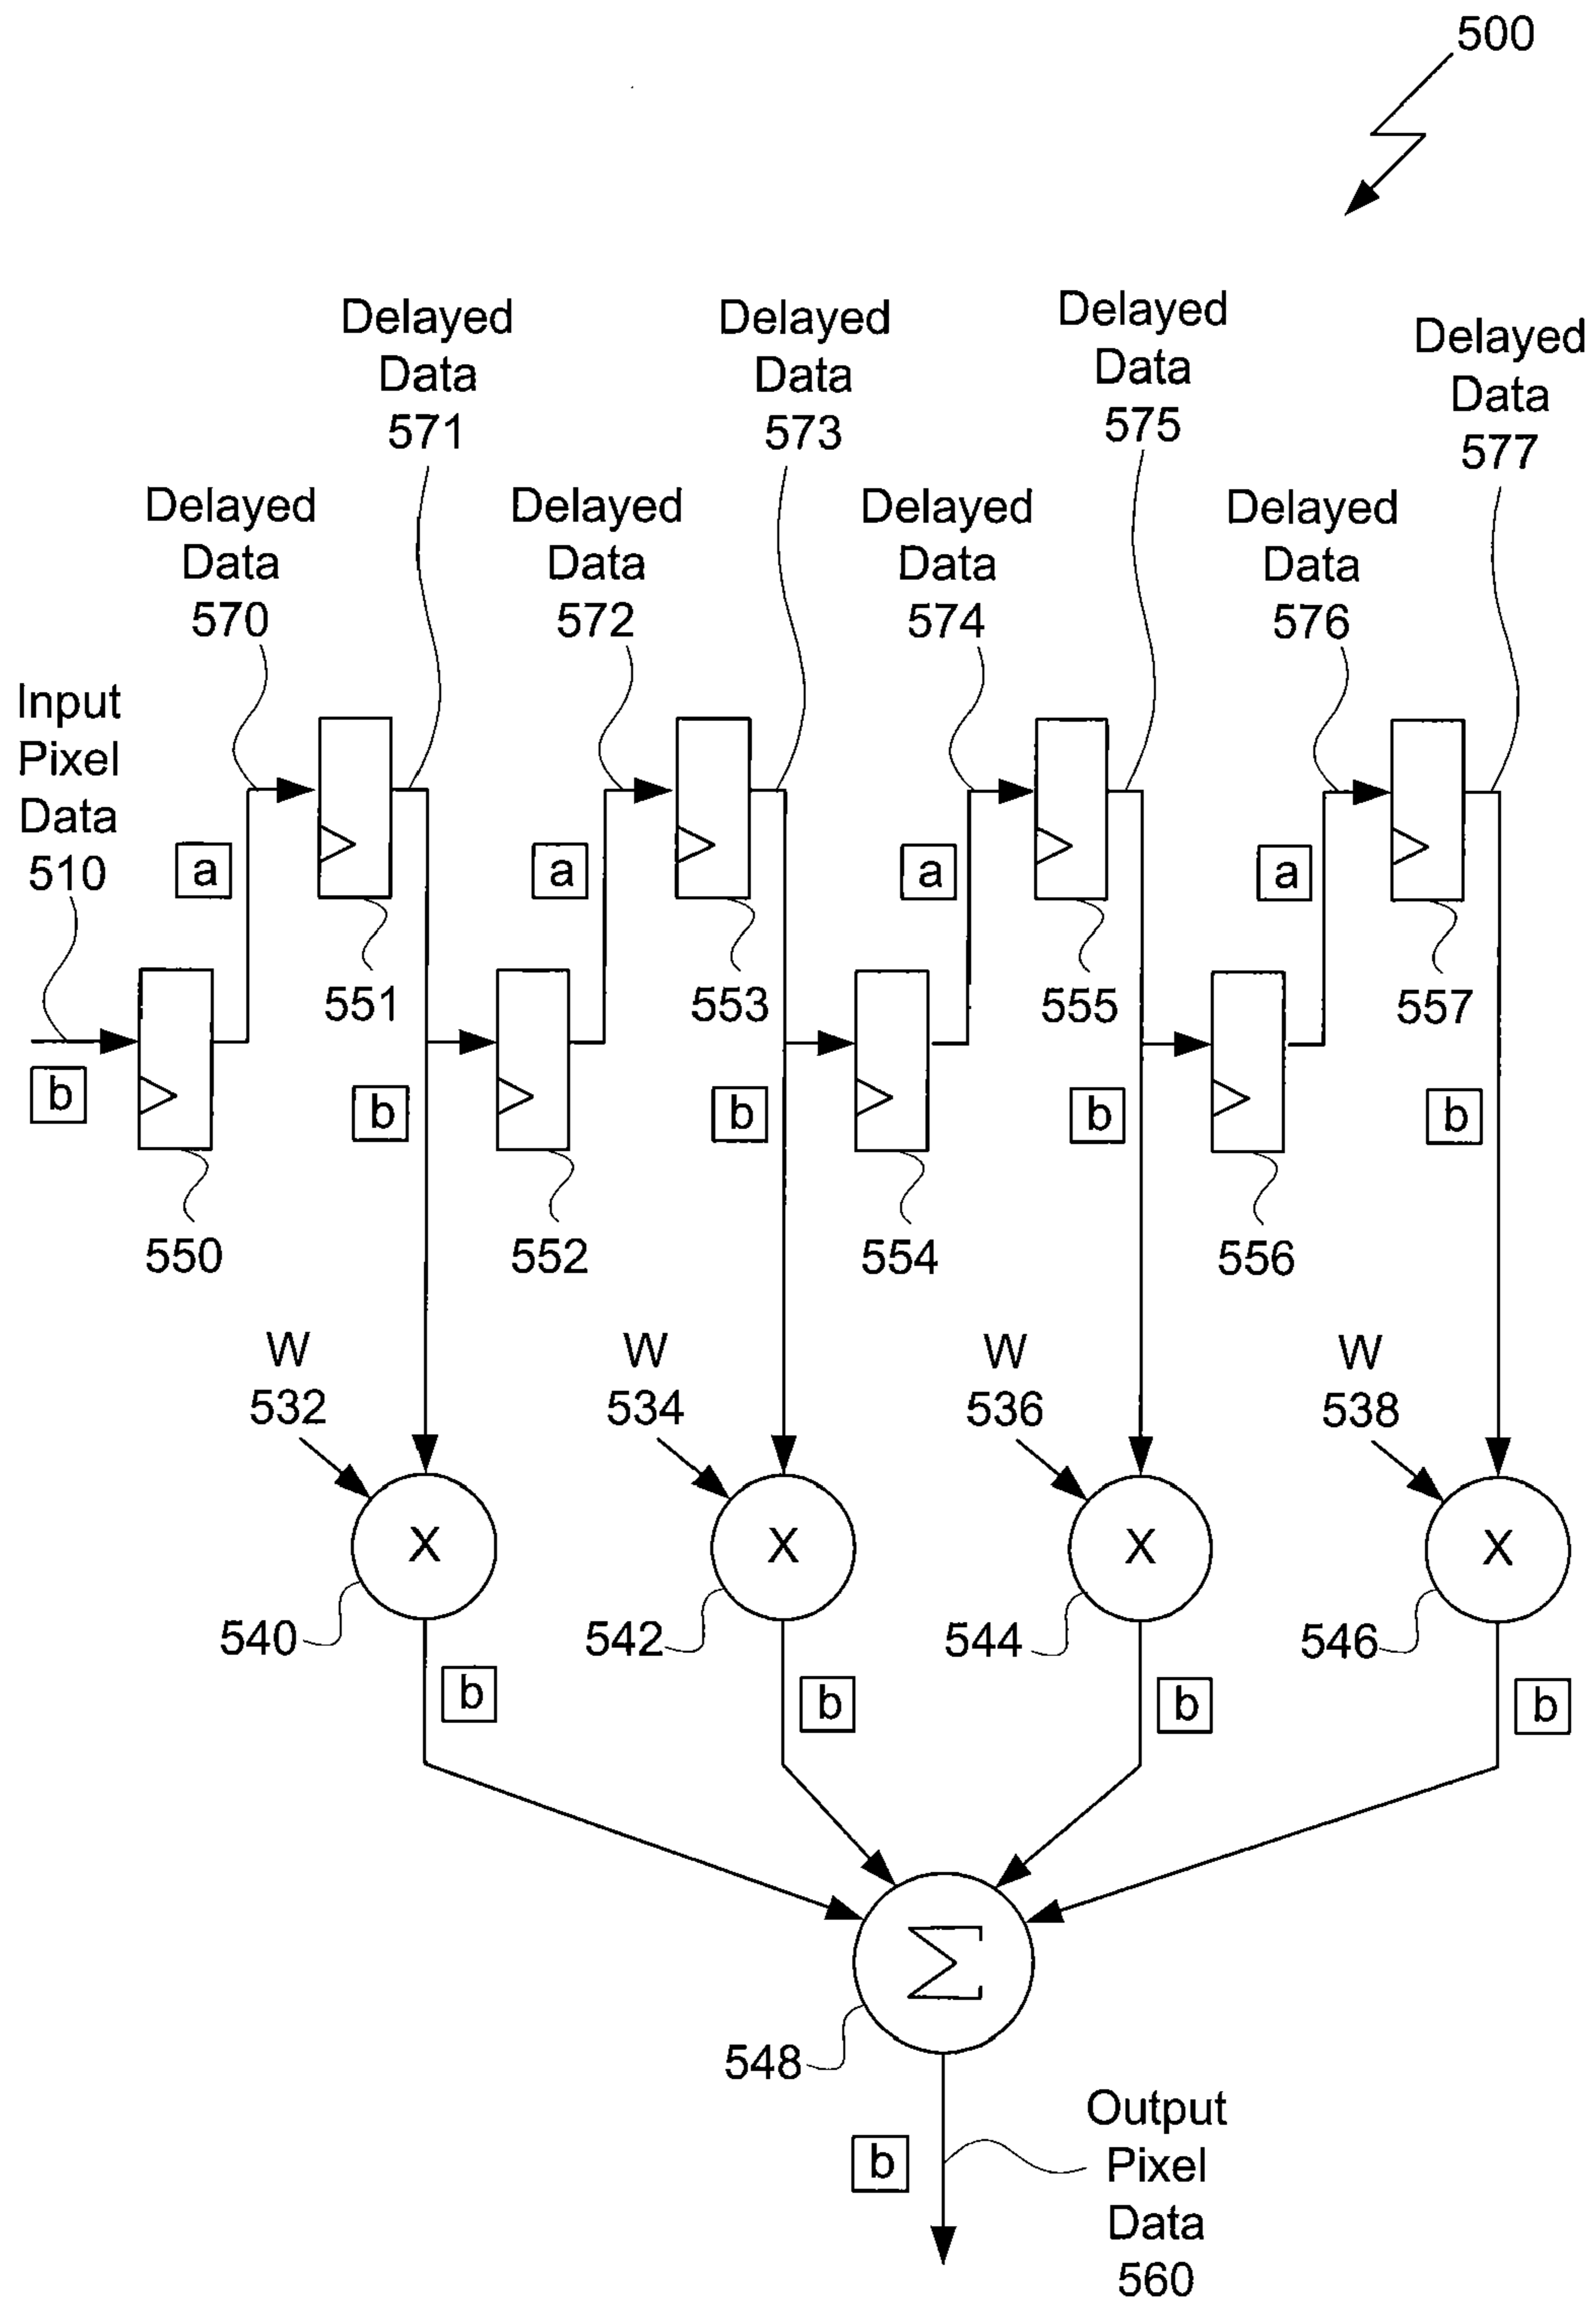 500
Delayed
Data
571
Delayed
Data
573
Delayed
Data
575
Delayed
Data
577
Delayed
Data
570
Delayed
Data
572
Delayed
Data
574
Delayed
Data
576
Input
Pixel
Data
510
a
a
a
a
551
553
555
557
b
b
b
b
b
550
552
554
556
W
532
W
534
W
536
W
538
X
X
X
X
540
542
544
546
b
b
b
b
Σ
548
b
Output
Pixel
Data
560